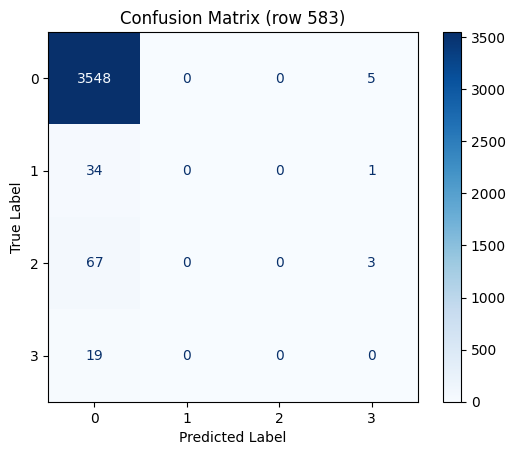 Confusion Matrix (row 583)
True Label
0 3548 0 0 5
1 34 0 0 1
2 67 0 0 3
3 19 0 0 0
0 1 2 3
Predicted Label
3500
3000
2500
2000
1500
1000
500
0